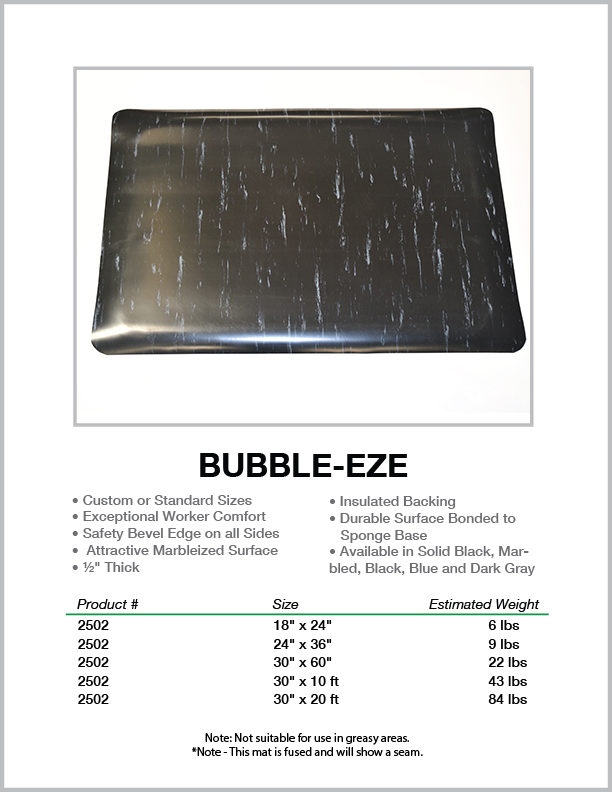 BUBBLE-EZE
• Custom or Standard Sizes
• Exceptional Worker Comfort
• Safety Bevel Edge on all Sides
• Attractive Marbleized Surface
• ½" Thick
• Insulated Backing
• Durable Surface Bonded to
Sponge Base
• Available in Solid Black, Mar-
bled, Black, Blue and Dark Gray
Product # Size Estimated Weight
2502 18" x 24" 6 lbs
2502 24" x 36" 9 lbs
2502 30" x 60" 22 lbs
2502 30" x 10 ft 43 lbs
2502 30" x 20 ft 84 lbs
Note: Not suitable for use in greasy areas.
*Note - This mat is fused and will show a seam.